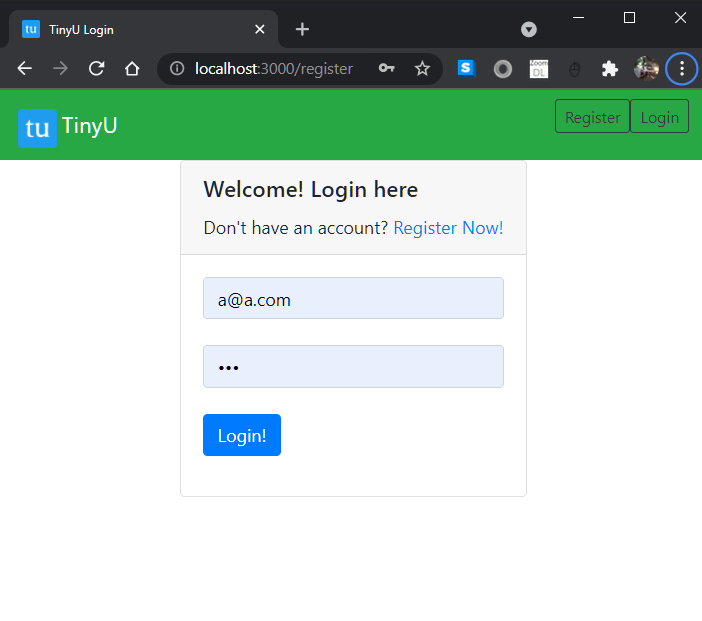 tu TinyU Login
localhost:3000/register
S
Zoom
DL
tu TinyU
Register Login
Welcome! Login here
Don't have an account? Register Now!
a@a.com
•••
Login!